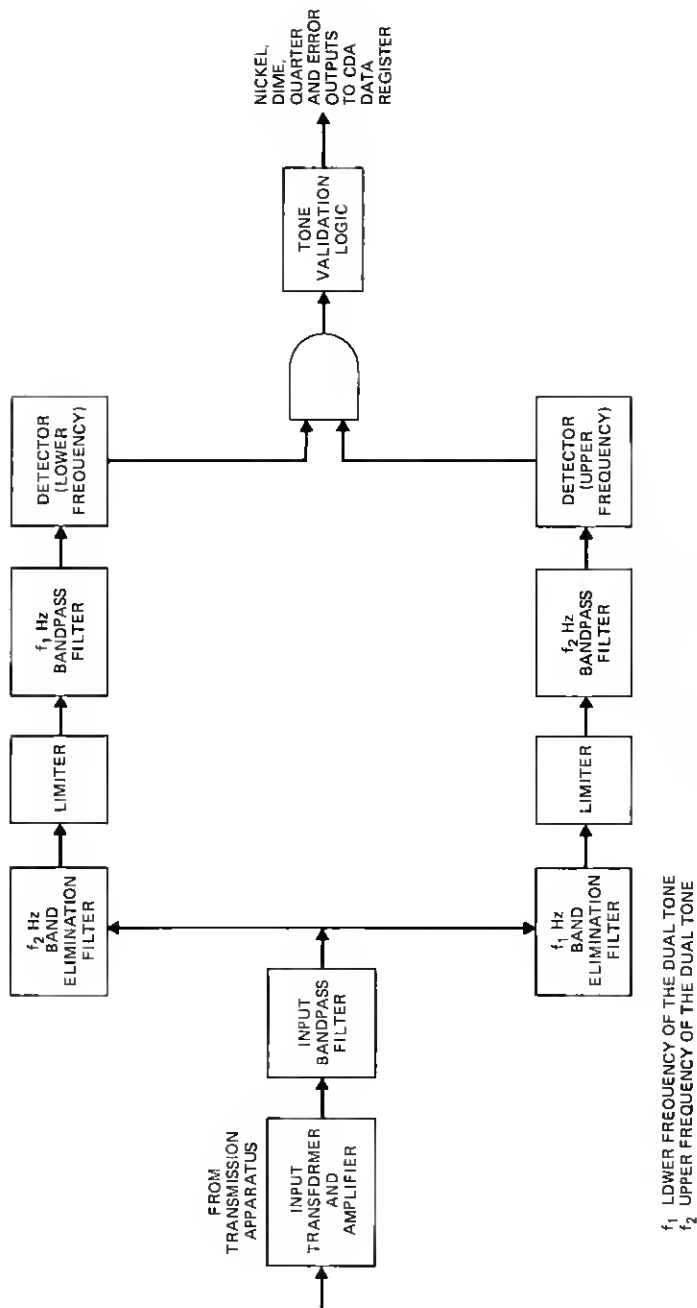 FROM
TRANSMISSION
APPARATUS
INPUT
TRANSFORMER
AND
AMPLIFIER
INPUT
BANDPASS
FILTER
f₂ Hz
BAND
ELIMINATION
FILTER
LIMITER
f₁ Hz
BANDPASS
FILTER
DETECTOR
(LOWER
FREQUENCY)
f₁ Hz
BAND
ELIMINATION
FILTER
LIMITER
f₂ Hz
BANDPASS
FILTER
DETECTOR
(UPPER
FREQUENCY)
TONE
VALIDATION
LOGIC
NICKEL,
DIME,
QUARTER
AND ERROR
OUTPUTS
TO CDA
DATA
REGISTER
f₁ LOWER FREQUENCY OF THE DUAL TONE
f₂ UPPER FREQUENCY OF THE DUAL TONE